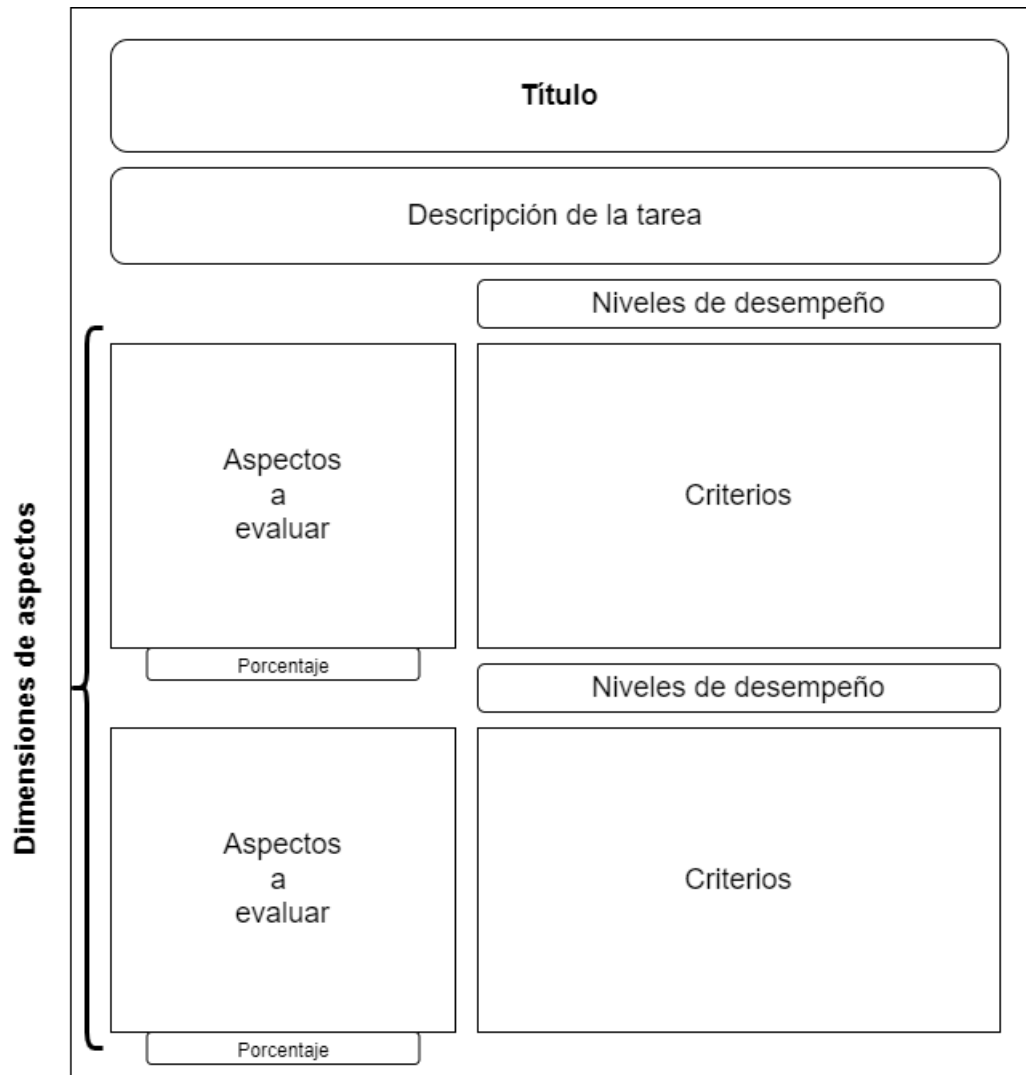 Título
Descripción de la tarea
Niveles de desempeño
Dimensiones de aspectos
Aspectos
a
evaluar
Criterios
Porcentaje
Niveles de desempeño
Aspectos
a
evaluar
Criterios
Porcentaje